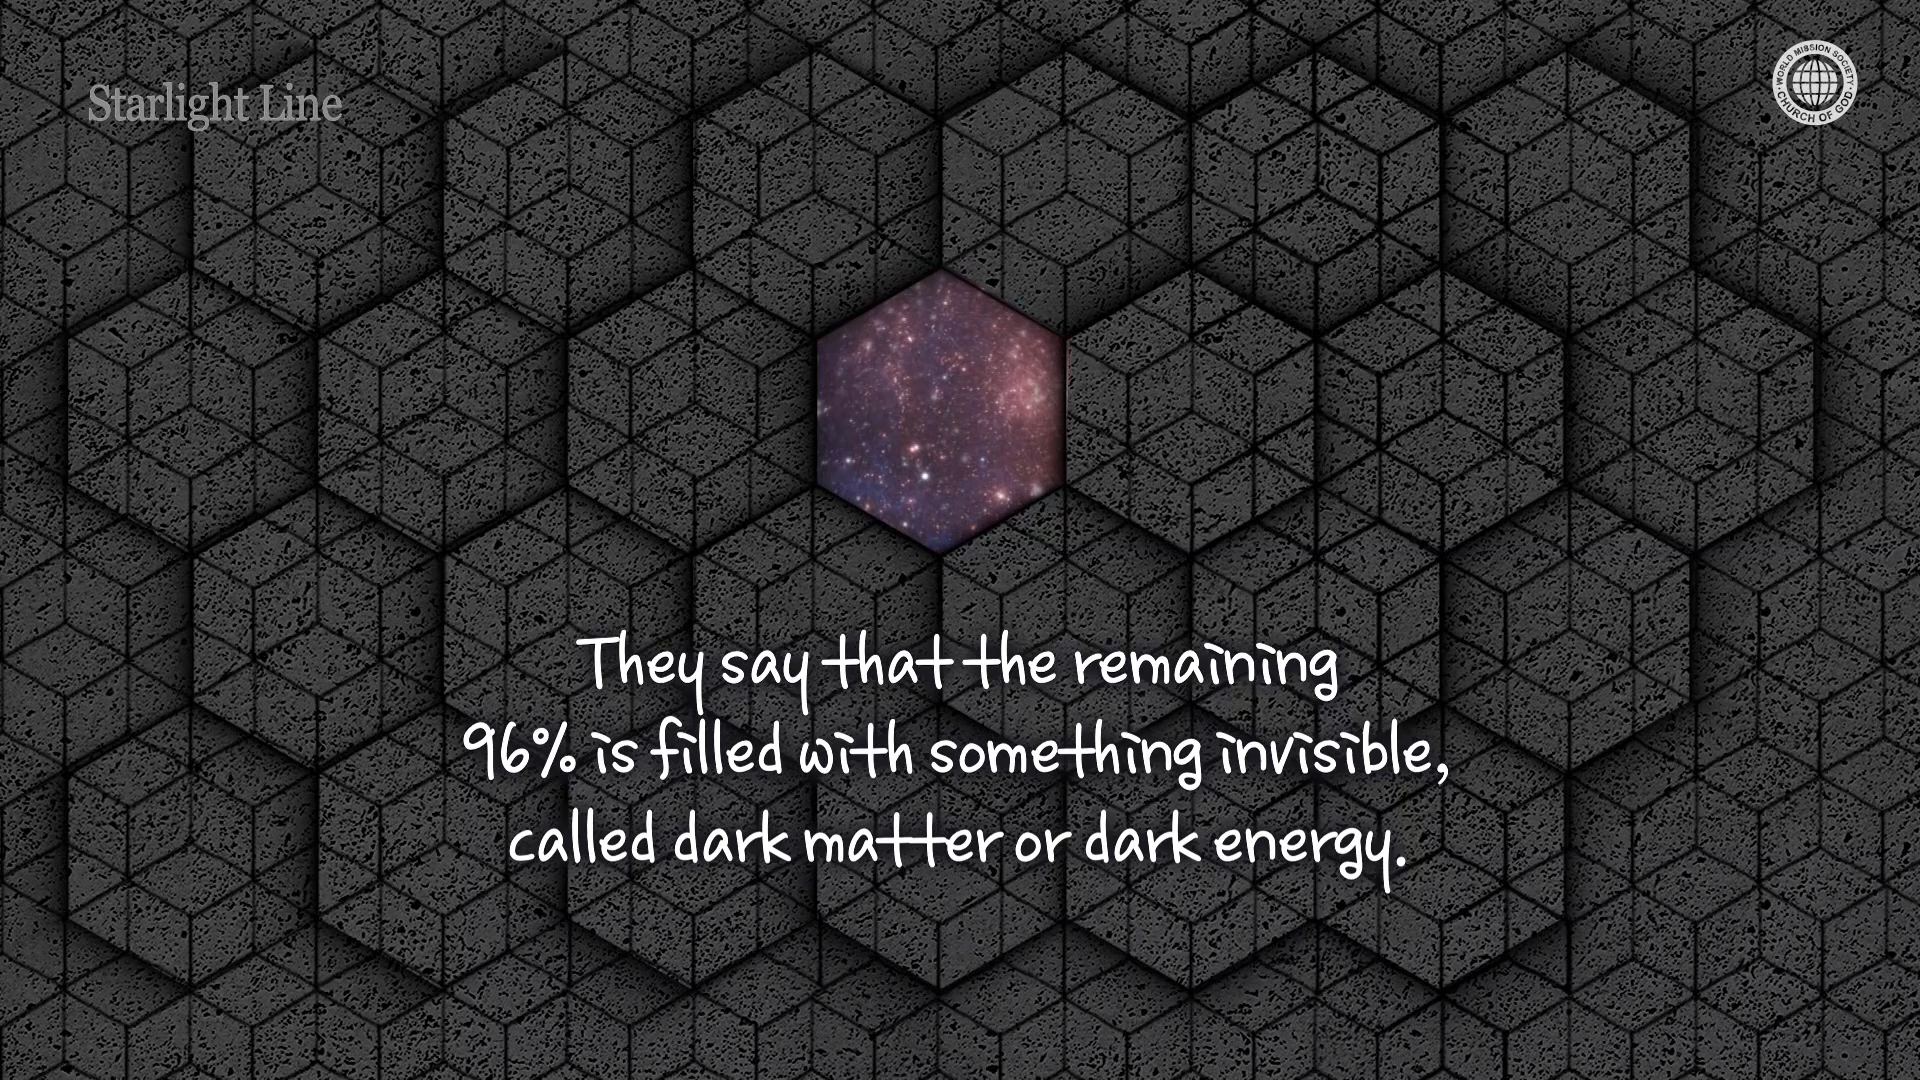 Starlight Line
WORLD MISSION SOCIETY
CHURCH OF GOD
They say that the remaining
96% is filled with something invisible,
called dark matter or dark energy.